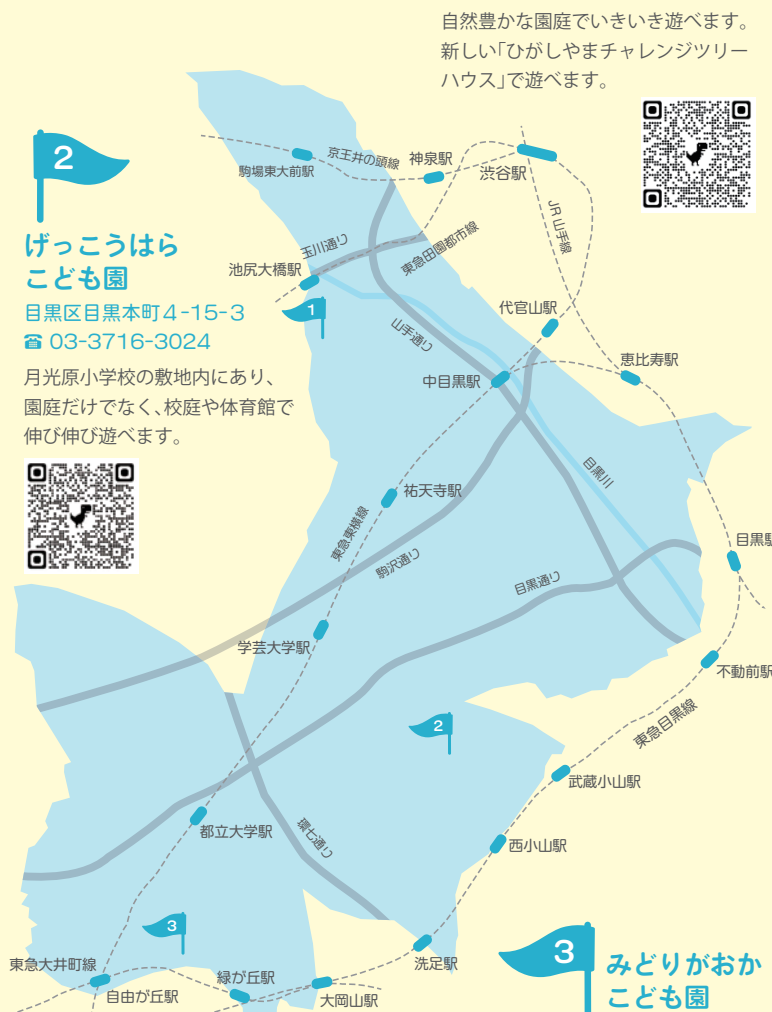 自然豊かな園庭でいきいき遊べます。
新しい「ひがしやまチャレンジツリー
ハウス」で遊べます。
2
げっこうはら
こども園
目黒区目黒本町4-15-3
☎ 03-3716-3024
月光原小学校の敷地内にあり、
園庭だけでなく、校庭や体育館で
伸び伸び遊べます。
駒場東大前駅
京王井の頭線
神泉駅
渋谷駅
JR山手線
玉川通り
東急田園都市線
池尻大橋駅
1
山手通り
代官山駅
恵比寿駅
中目黒駅
目黒川
祐天寺駅
東急東横線
駒沢通り
目黒通り
目黒駅
学芸大学駅
不動前駅
2
東急目黒線
武蔵小山駅
都立大学駅
環七通り
西小山駅
3
洗足駅
東急大井町線
自由が丘駅
緑が丘駅
大岡山駅
3
みどりがおか
こども園